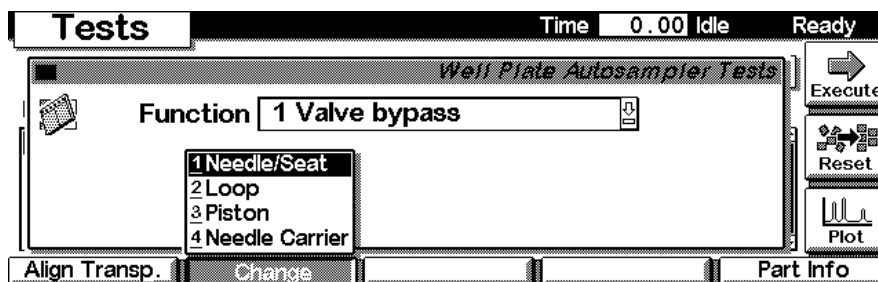 Tests Time 0.00 Idle Ready
Well Plate Autosampler Tests
Execute
Function 1 Valve bypass
Reset
1 Needle/Seat
2 Loop
3 Piston
4 Needle Carrier
Plot
Align Transp. Change Part Info